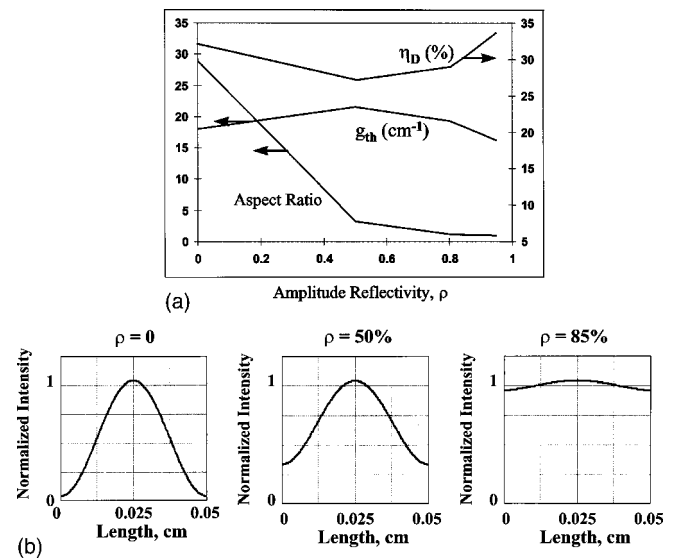 (a)
35
30
25
20
15
10
5
0
35
30
25
20
15
10
5
ηD (%)
gth (cm-1)
Aspect Ratio
0
0.2
0.4
0.6
0.8
1
Amplitude Reflectivity, ρ
ρ = 0
ρ = 50%
ρ = 85%
Normalized Intensity
1
0
0
0.025
0.05
Length, cm
Normalized Intensity
1
0
0
0.025
0.05
Length, cm
Normalized Intensity
1
0
0
0.025
0.05
Length, cm
(b)